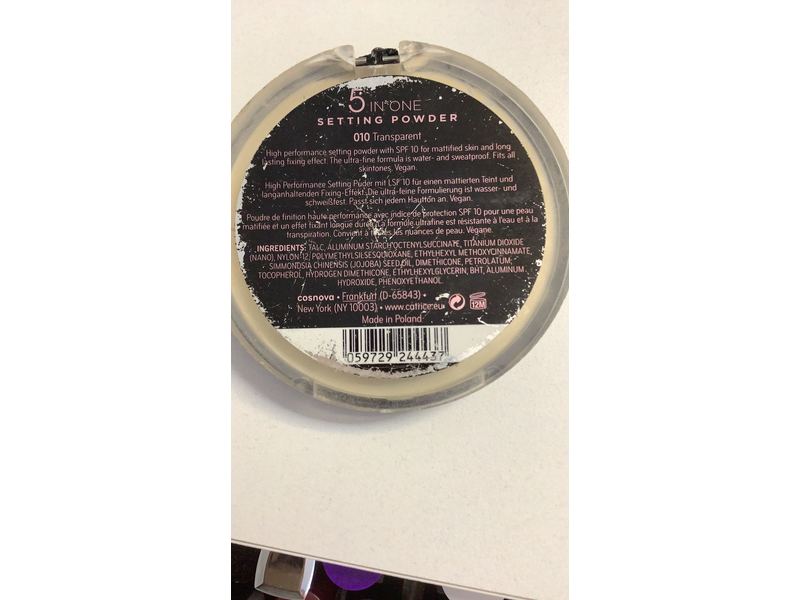 5 IN ONE
SETTING POWDER
010 Transparent
High performance setting powder with SPF 10 for mattified skin and long
lasting fixing effect. The ultra-fine formula is water- and sweatproof. Fits all
skintones. Vegan.
High Performance Setting Puder mit LSF 10 für einen mattierten Teint und
langanhaltenden Fixing-Effekt. Die ultra-feine Formulierung ist wasser- und
schweißfest. Passt sich jedem Hautton an. Vegan.
Poudre de finition haute performance avec indice de protection SPF 10 pour une peau
matifiée et un effet fixant longue durée. La formule ultrafine est résistante à l'eau et à la
transpiration. Convient à toutes les nuances de peau. Végane.
INGREDIENTS: TALC, ALUMINUM STARCH OCTENYLSUCCINATE, TITANIUM DIOXIDE
(NANO), NYLON-12, POLYMETHYLSILSESQUIOXANE, ETHYLHEXYL METHOXYCINNAMATE,
SIMMONDSIA CHINENSIS (JOJOBA) SEED OIL, DIMETHICONE, PETROLATUM,
TOCOPHEROL, HYDROGEN DIMETHICONE, ETHYLHEXYLGLYCERIN, BHT, ALUMINUM
HYDROXIDE, PHENOXYETHANOL.
cosnova • Frankfurt (D-65843) •
New York (NY 10003) • www.catrice.eu
12M
Made in Poland
059729 244437